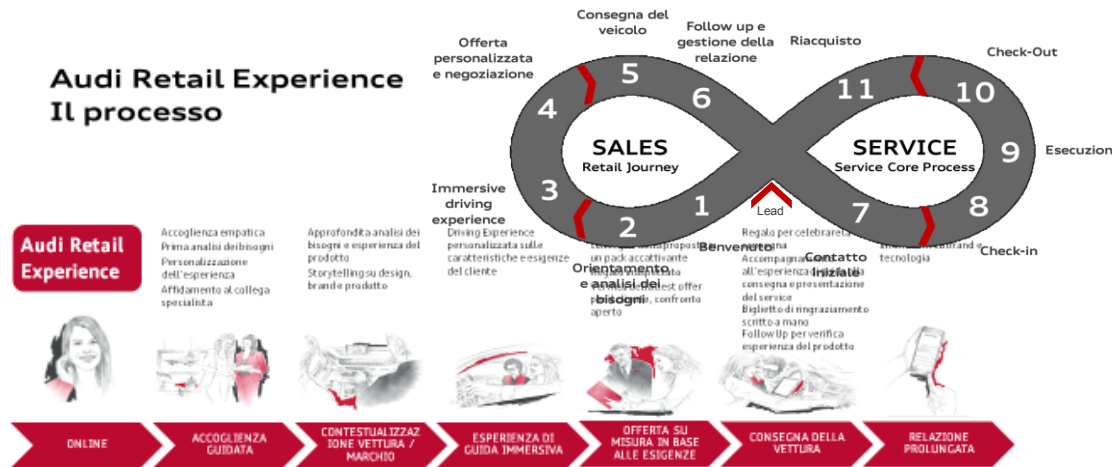 Audi Retail Experience
Il processo
Consegna del
veicolo
Follow up e
gestione della
relazione
Riacquisto
Check-Out
Offerta
personalizzata
e negoziazione
5
6
11
10
4
SALES
Retail Journey
SERVICE
Service Core Process
9
Esecuzion
3
2
1
7
8
Immersive
driving
experience
Lead
Benvenuto
Contatto
iniziale
Check-in
Orientamento
e analisi dei
bisogni
Audi Retail
Experience
Accoglienza empatica
Prima analisi dei bisogni
Personalizzazione
dell'esperienza
Affidamento al collega
specialista
Approfondita analisi dei
bisogni e esperienza del
prodotto
Storytelling su design,
brand e prodotto
Driving Experience
personalizzata sulle
caratteristiche e esigenze
del cliente
proposta
un pack accattivante
best offer
confronto
aperto
Regalo per celebrare la
consegna
Accompagnamento
all'esperienza
consegna e presentazione
del service
Biglietto di ringraziamento
scritto a mano
Follow Up per verifica
esperienza del prodotto
brand e
tecnologia
ONLINE
ACCOGLIENZA
GUIDATA
CONTESTUALIZZAZ
IONE VETTURA /
MARCHIO
ESPERIENZA DI
GUIDA IMMERSIVA
OFFERTA SU
MISURA IN BASE
ALLE ESIGENZE
CONSEGNA DELLA
VETTURA
RELAZIONE
PROLUNGATA